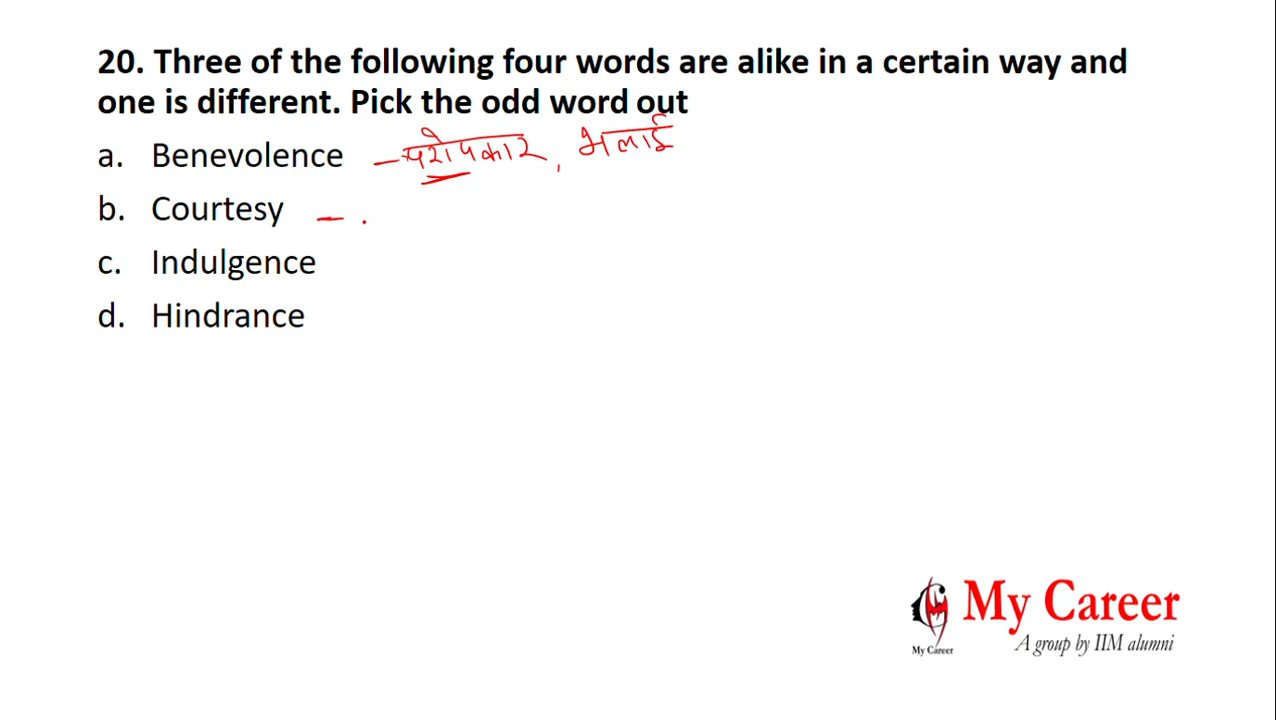 20. Three of the following four words are alike in a certain way and
one is different. Pick the odd word out
a. Benevolence – परोपकार, भलाई
b. Courtesy –
c. Indulgence
d. Hindrance
My Career
A group by IIM alumni
My Career